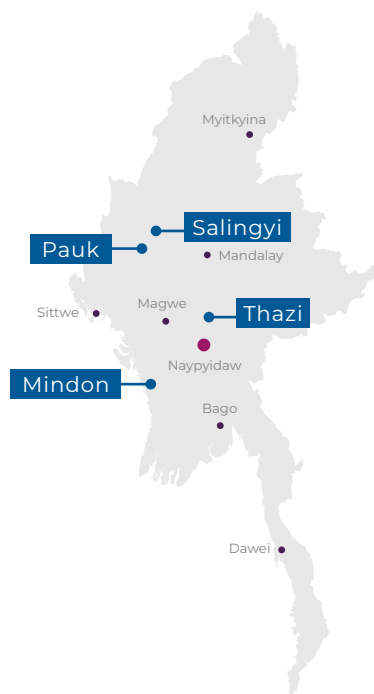 Myitkyina
Salingyi
Pauk
Mandalay
Magwe
Thazi
Sittwe
Naypyidaw
Mindon
Bago
Dawei